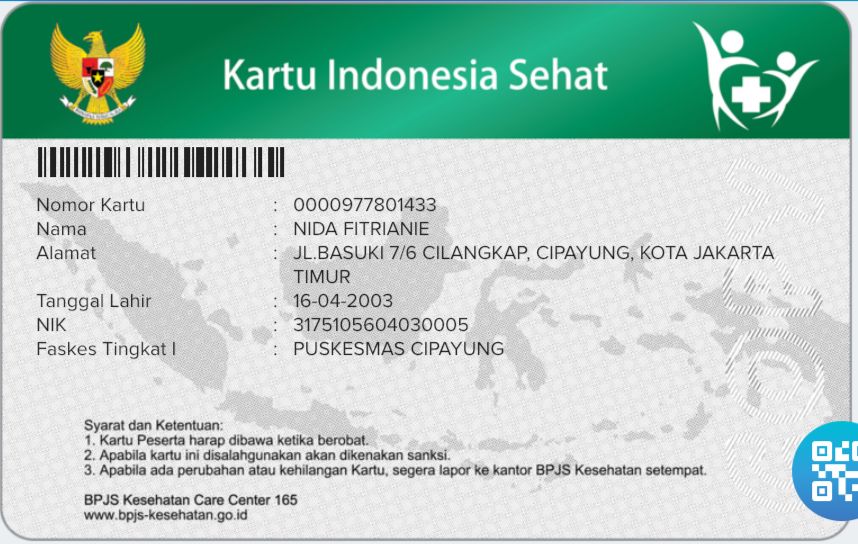 Kartu Indonesia Sehat
Nomor Kartu : 0000977801433
Nama : NIDA FITRIANIE
Alamat : JL.BASUKI 7/6 CILANGKAP, CIPAYUNG, KOTA JAKARTA
TIMUR
Tanggal Lahir : 16-04-2003
NIK : 3175105604030005
Faskes Tingkat I : PUSKESMAS CIPAYUNG
Syarat dan Ketentuan:
1. Kartu Peserta harap dibawa ketika berobat.
2. Apabila kartu ini disalahgunakan akan dikenakan sanksi.
3. Apabila ada perubahan atau kehilangan Kartu, segera lapor ke kantor BPJS Kesehatan setempat.
BPJS Kesehatan Care Center 165
www.bpjs-kesehatan.go.id